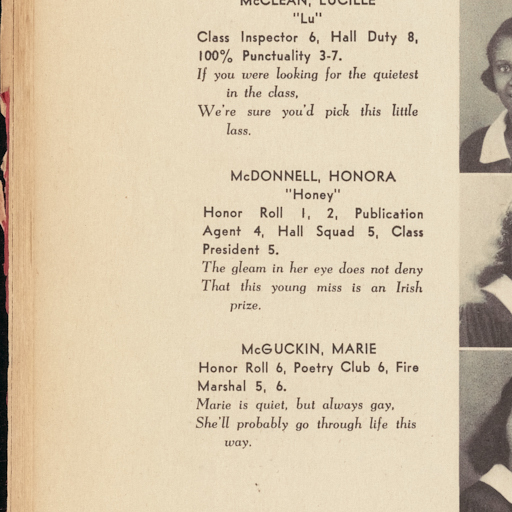 McCLEAN, LUCILLE
"Lu"
Class Inspector 6, Hall Duty 8,
100% Punctuality 3-7.
If you were looking for the quietest
in the class,
We're sure you'd pick this little
lass.
McDONNELL, HONORA
"Honey"
Honor Roll 1, 2, Publication
Agent 4, Hall Squad 5, Class
President 5.
The gleam in her eye does not deny
That this young miss is an Irish
prize.
McGUCKIN, MARIE
Honor Roll 6, Poetry Club 6, Fire
Marshal 5, 6.
Marie is quiet, but always gay,
She'll probably go through life this
way.